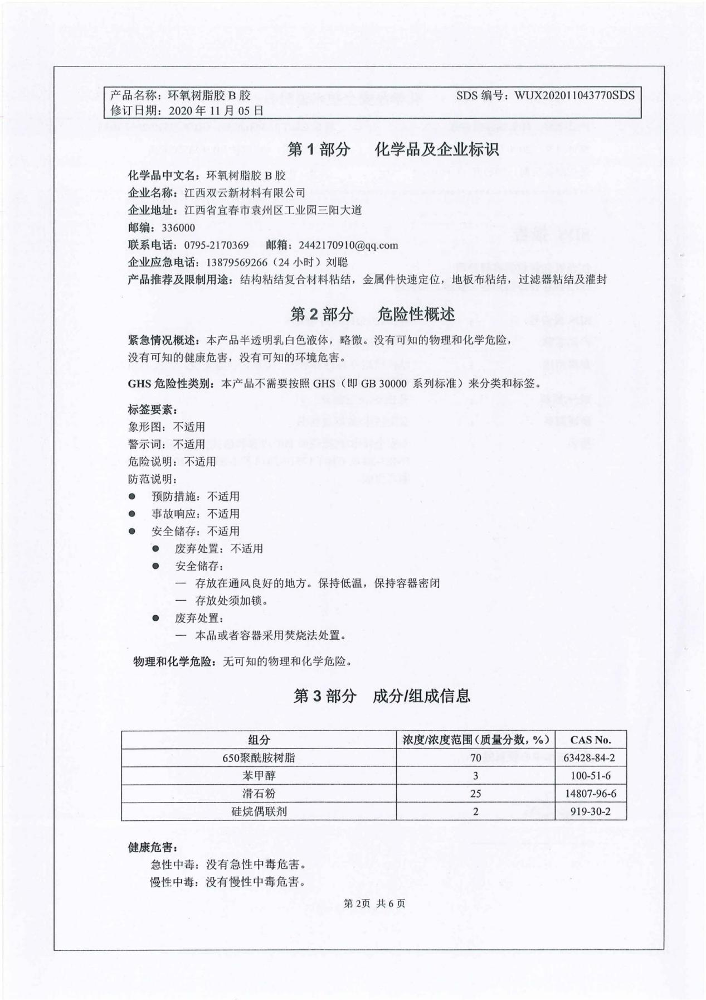 产品名称：环氧树脂胶 B 胶 SDS 编号：WUX202011043770SDS
修订日期：2020 年 11 月 05 日
第 1 部分 化学品及企业标识
化学品中文名：环氧树脂胶 B 胶
企业名称：江西双云新材料有限公司
企业地址：江西省宜春市袁州区工业园三阳大道
邮编：336000
联系电话：0795-2170369 邮箱：2442170910@qq.com
企业应急电话：13879569266（24 小时）刘聪
产品推荐及限制用途：结构粘结复合材料粘结，金属件快速定位，地板布粘结，过滤器粘结及灌封
第 2 部分 危险性概述
紧急情况概述：本产品半透明乳白色液体，略微。没有可知的物理和化学危险，
没有可知的健康危害，没有可知的环境危害。
GHS 危险性类别：本产品不需要按照 GHS（即 GB 30000 系列标准）来分类和标签。
标签要素：
象形图：不适用
警示词：不适用
危险说明：不适用
防范说明：
● 预防措施：不适用
● 事故响应：不适用
● 安全储存：不适用
● 废弃处置：不适用
● 安全储存：
— 存放在通风良好的地方。保持低温，保持容器密闭
— 存放处须加锁。
● 废弃处置：
— 本品或者容器采用焚烧法处置。
物理和化学危险：无可知的物理和化学危险。
第 3 部分 成分/组成信息
组分 浓度/浓度范围（质量分数，%） CAS No.
650聚酰胺树脂 70 63428-84-2
苯甲醇 3 100-51-6
滑石粉 25 14807-96-6
硅烷偶联剂 2 919-30-2
健康危害：
急性中毒：没有急性中毒危害。
慢性中毒：没有慢性中毒危害。
第 2页 共 6 页